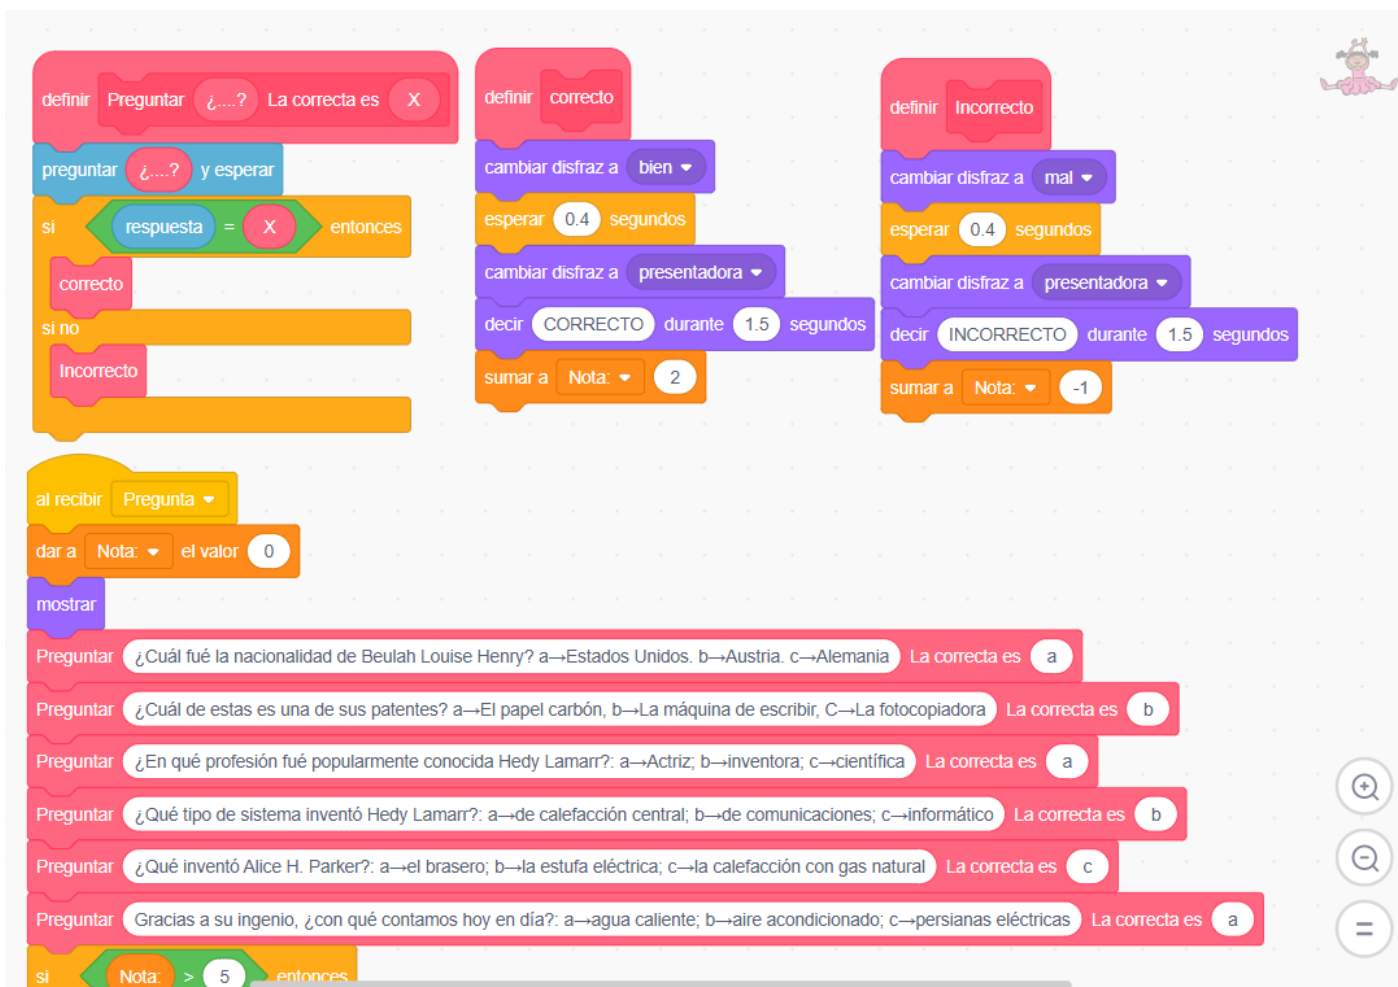 definir Preguntar ¿....? La correcta es X
preguntar ¿....? y esperar
si respuesta = X entonces
correcto
si no
Incorrecto
definir correcto
cambiar disfraz a bien
esperar 0.4 segundos
cambiar disfraz a presentadora
decir CORRECTO durante 1.5 segundos
sumar a Nota: 2
definir Incorrecto
cambiar disfraz a mal
esperar 0.4 segundos
cambiar disfraz a presentadora
decir INCORRECTO durante 1.5 segundos
sumar a Nota: -1
al recibir Pregunta
dar a Nota: el valor 0
mostrar
Preguntar ¿Cuál fué la nacionalidad de Beulah Louise Henry? a→Estados Unidos. b→Austria. c→Alemania La correcta es a
Preguntar ¿Cuál de estas es una de sus patentes? a→El papel carbón, b→La máquina de escribir, C→La fotocopiadora La correcta es b
Preguntar ¿En qué profesión fué popularmente conocida Hedy Lamarr?: a→Actriz; b→inventora; c→científica La correcta es a
Preguntar ¿Qué tipo de sistema inventó Hedy Lamarr?: a→de calefacción central; b→de comunicaciones; c→informático La correcta es b
Preguntar ¿Qué inventó Alice H. Parker?: a→el brasero; b→la estufa eléctrica; c→la calefacción con gas natural La correcta es c
Preguntar Gracias a su ingenio, ¿con qué contamos hoy en día?: a→agua caliente; b→aire acondicionado; c→persianas eléctricas La correcta es a
si Nota: > 5 entonces